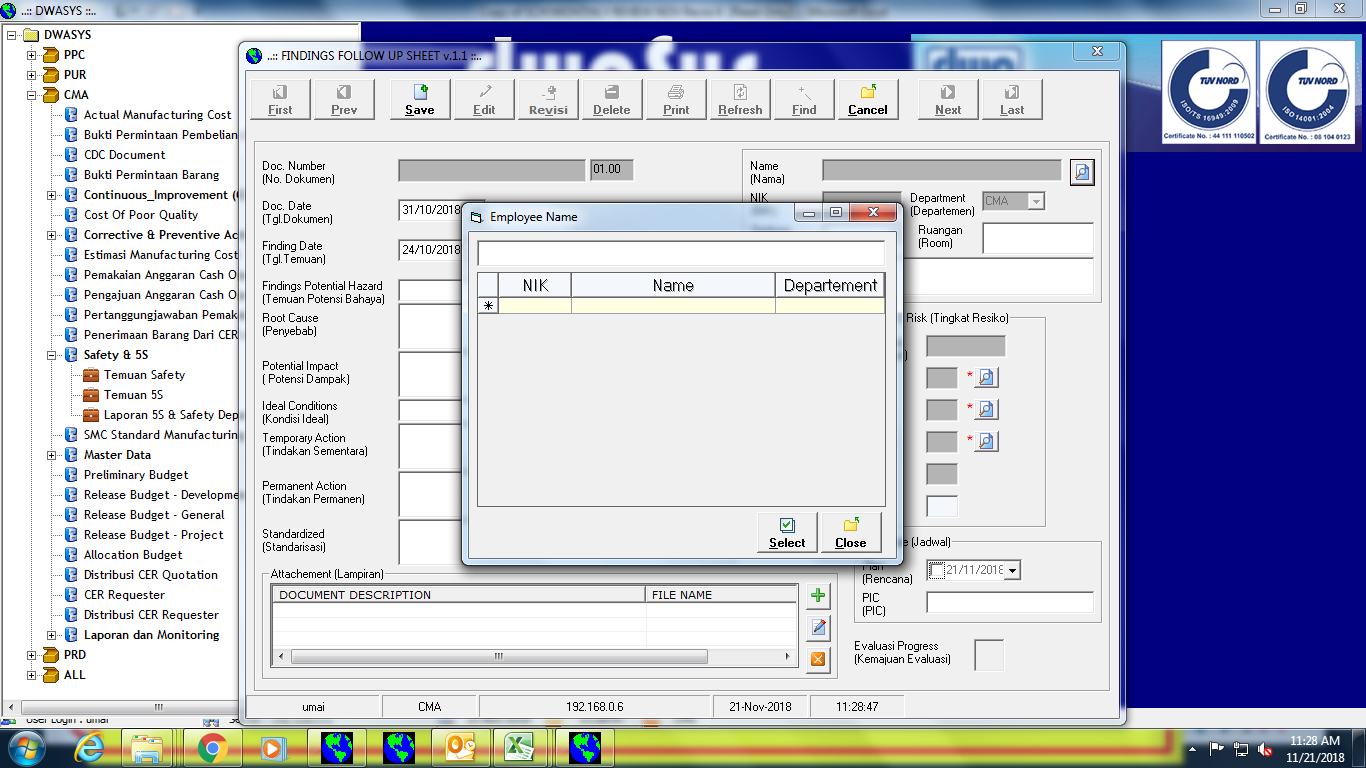 ..:: DWASYS ::..
DWASYS
PPC
PUR
CMA
Actual Manufacturing Cost
Bukti Permintaan Pembelian
CDC Document
Bukti Permintaan Barang
Continuous_Improvement (
Cost Of Poor Quality
Corrective & Preventive Ac
Estimasi Manufacturing Cost
Pemakaian Anggaran Cash O
Pengajuan Anggaran Cash O
Pertanggungjawaban Pemak
Penerimaan Barang Dari CER
Safety & 5S
Temuan Safety
Temuan 5S
Laporan 5S & Safety Dep
SMC Standard Manufacturin
Master Data
Preliminary Budget
Release Budget - Developme
Release Budget - General
Release Budget - Project
Allocation Budget
Distribusi CER Quotation
CER Requester
Distribusi CER Requester
Laporan dan Monitoring
PRD
ALL
User Login : umai
..:: FINDINGS FOLLOW UP SHEET v.1.1 ::..
First Prev Save Edit Revisi Delete Print Refresh Find Cancel Next Last
TUV NORD
ISO/TS 16949:2009
Certificate No. : 44 111 110502
TUV NORD
ISO 14001:2004
Certificate No. : 08 104 0123
Doc. Number
(No. Dokumen)
01.00
Doc. Date
(Tgl.Dokumen)
31/10/2018
Finding Date
(Tgl.Temuan)
24/10/2018
Findings Potential Hazard
(Temuan Potensi Bahaya)
Root Cause
(Penyebab)
Potential Impact
( Potensi Dampak)
Ideal Conditions
(Kondisi Ideal)
Temporary Action
(Tindakan Sementara)
Permanent Action
(Tindakan Permanen)
Standardized
(Standarisasi)
Name
(Nama)
NIK
Department
(Departemen)
CMA
Ruangan
(Room)
Risk (Tingkat Resiko)
*
*
*
Employee Name
NIK Name Departement
Select Close
(Jadwal)
Plan
(Rencana)
21/11/2018
PIC
(PIC)
Evaluasi Progress
(Kemajuan Evaluasi)
Attachement (Lampiran)
DOCUMENT DESCRIPTION FILE NAME
umai CMA 192.168.0.6 21-Nov-2018 11:28:47
11:28 AM
11/21/2018